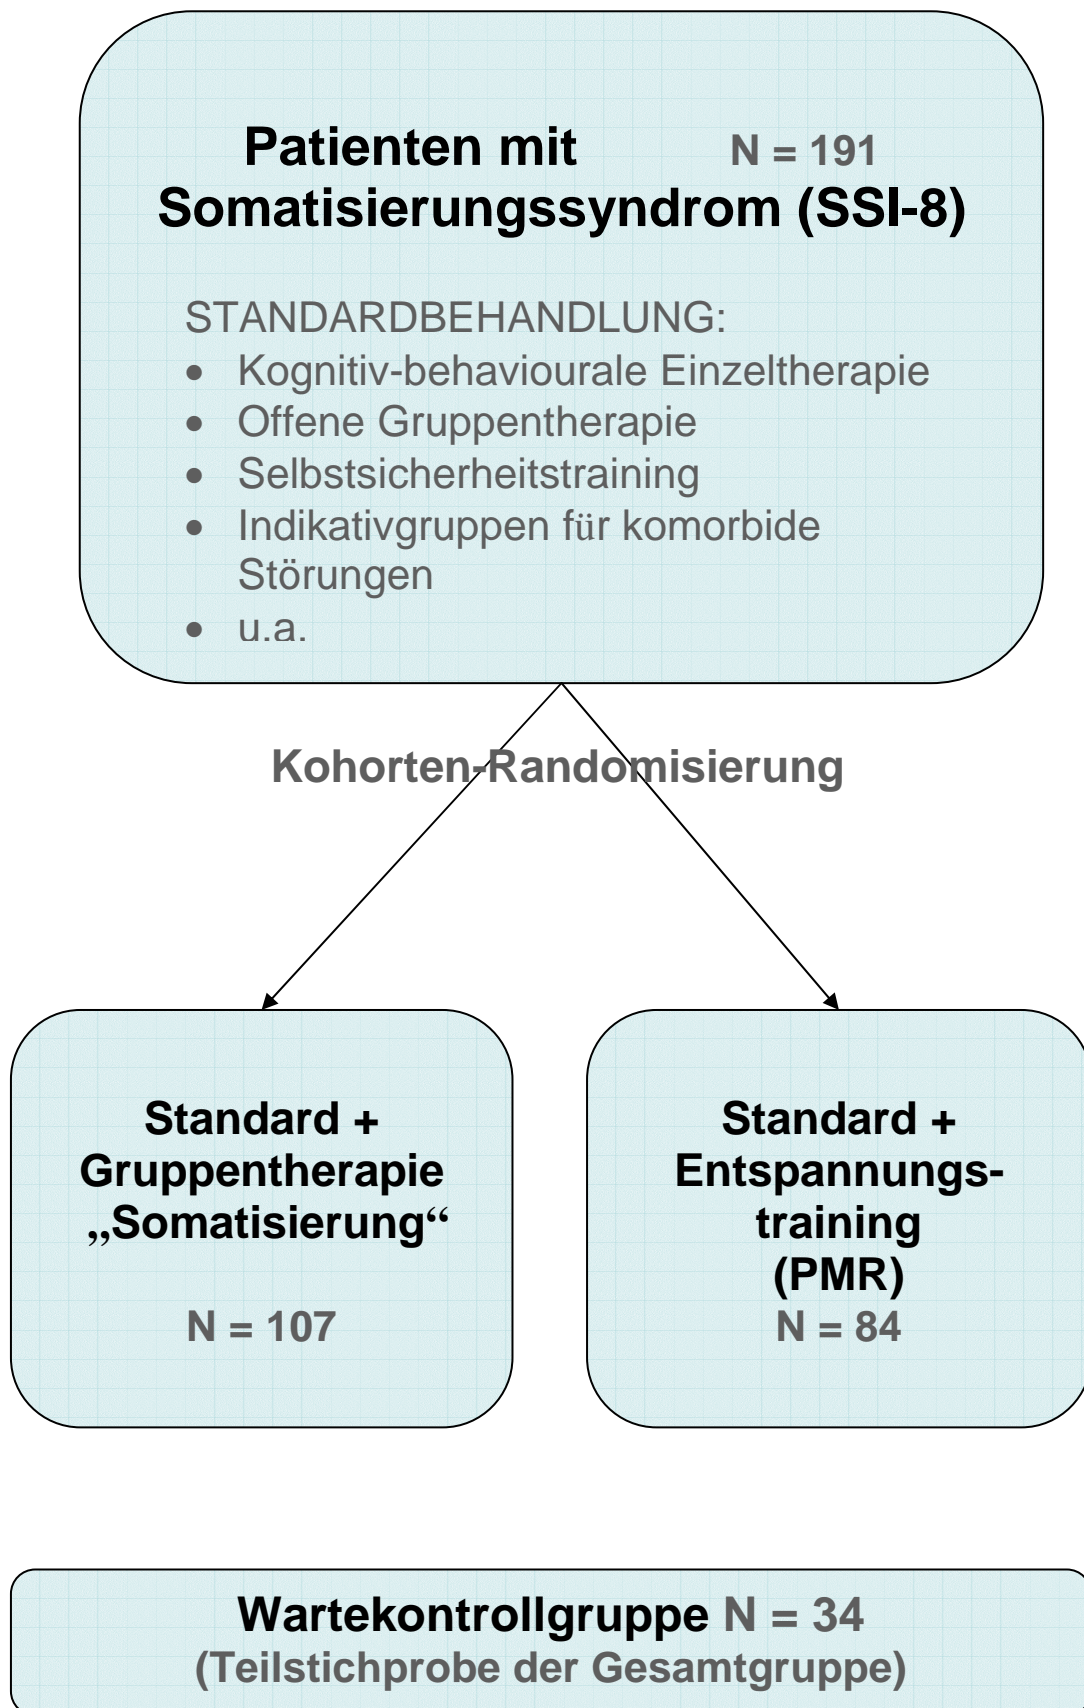 Patienten mit N = 191
Somatisierungssyndrom (SSI-8)
STANDARDBEHANDLUNG:
• Kognitiv-behaviourale Einzeltherapie
• Offene Gruppentherapie
• Selbstsicherheitstraining
• Indikativgruppen für komorbide
Störungen
• u.a.
Kohorten-Randomisierung
Standard +
Gruppentherapie
„Somatisierung“
N = 107
Standard +
Entspannungs-
training
(PMR)
N = 84
Wartekontrollgruppe N = 34
(Teilstichprobe der Gesamtgruppe)